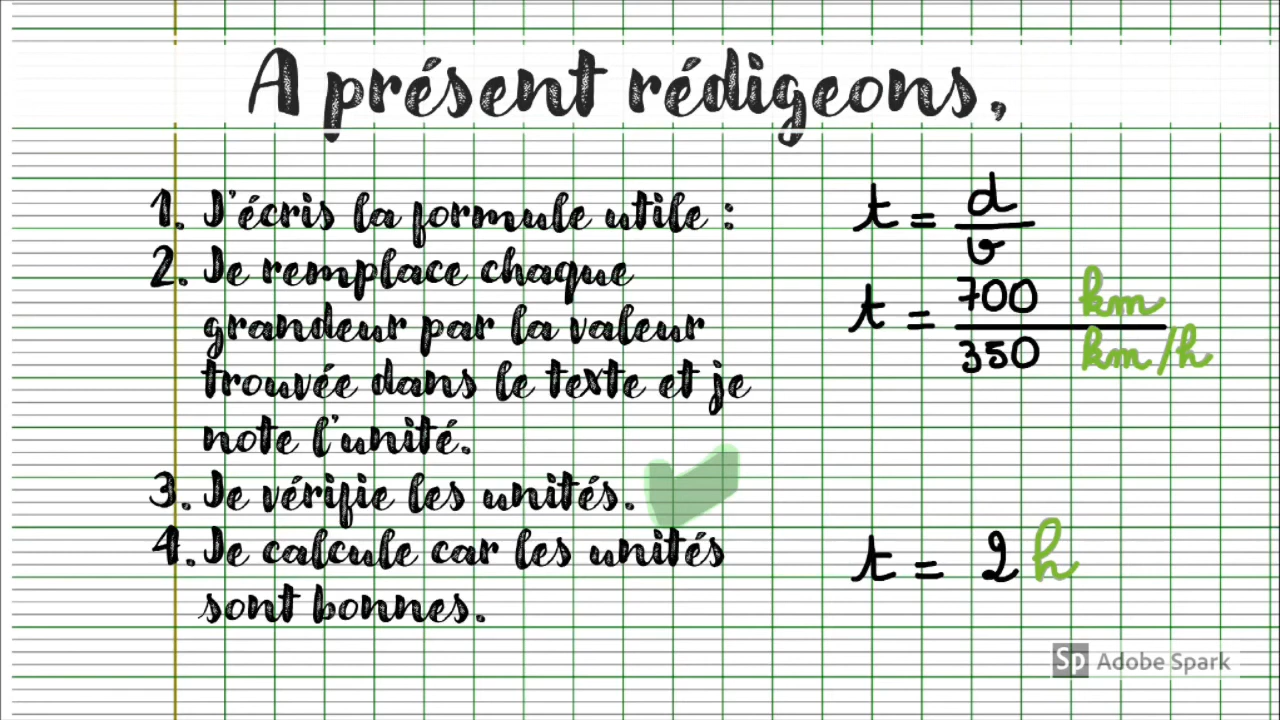 A présent rédigeons,
1. J'écris la formule utile : t = d/v
2. Je remplace chaque
grandeur par la valeur t = 700 km / 350 km/h
trouvée dans le texte et je
note l'unité.
3. Je vérifie les unités.
4. Je calcule car les unités t = 2 h
sont bonnes.
Sp Adobe Spark